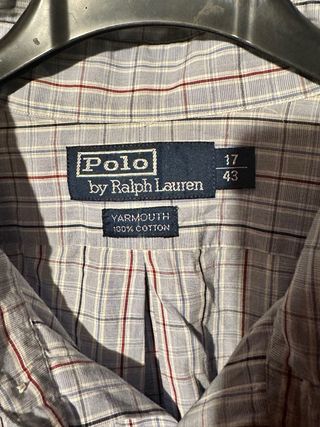 Polo
by Ralph Lauren
17
43
YARMOUTH
100% COTTON